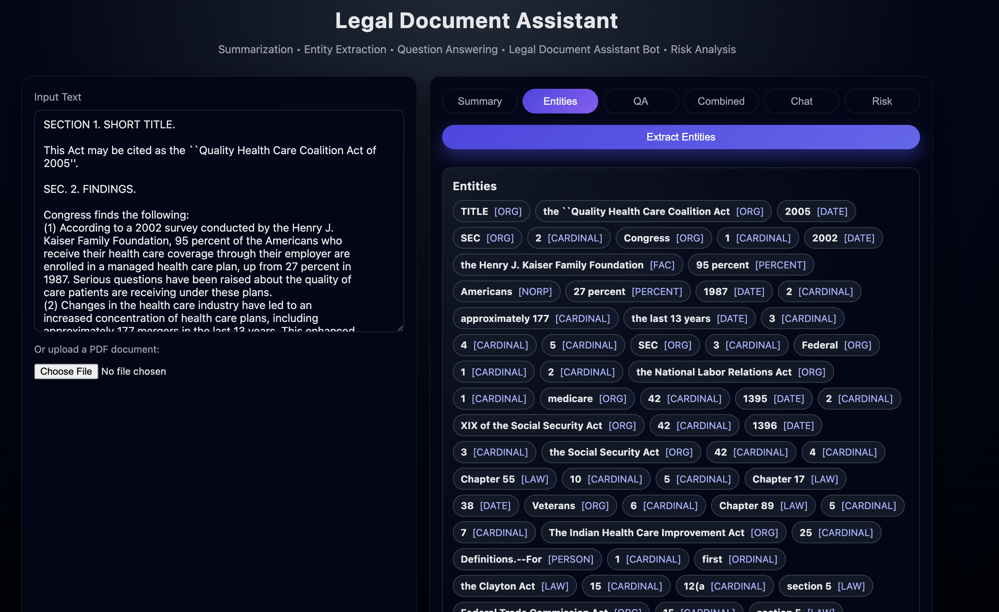 Legal Document Assistant
Summarization • Entity Extraction • Question Answering • Legal Document Assistant Bot • Risk Analysis
Input Text
SECTION 1. SHORT TITLE.
This Act may be cited as the ``Quality Health Care Coalition Act of
2005''.
SEC. 2. FINDINGS.
Congress finds the following:
(1) According to a 2002 survey conducted by the Henry J.
Kaiser Family Foundation, 95 percent of the Americans who
receive their health care coverage through their employer are
enrolled in a managed health care plan, up from 27 percent in
1987. Serious questions have been raised about the quality of
care patients are receiving under these plans.
(2) Changes in the health care industry have led to an
increased concentration of health care plans, including
approximately 177 mergers in the last 13 years. This enhanced
Or upload a PDF document:
Choose File No file chosen
Summary Entities QA Combined Chat Risk
Extract Entities
Entities
TITLE [ORG] the ``Quality Health Care Coalition Act [ORG] 2005 [DATE]
SEC [ORG] 2 [CARDINAL] Congress [ORG] 1 [CARDINAL] 2002 [DATE]
the Henry J. Kaiser Family Foundation [FAC] 95 percent [PERCENT]
Americans [NORP] 27 percent [PERCENT] 1987 [DATE] 2 [CARDINAL]
approximately 177 [CARDINAL] the last 13 years [DATE] 3 [CARDINAL]
4 [CARDINAL] 5 [CARDINAL] SEC [ORG] 3 [CARDINAL] Federal [ORG]
1 [CARDINAL] 2 [CARDINAL] the National Labor Relations Act [ORG]
1 [CARDINAL] medicare [ORG] 42 [CARDINAL] 1395 [DATE] 2 [CARDINAL]
XIX of the Social Security Act [ORG] 42 [CARDINAL] 1396 [DATE]
3 [CARDINAL] the Social Security Act [ORG] 42 [CARDINAL] 4 [CARDINAL]
Chapter 55 [LAW] 10 [CARDINAL] 5 [CARDINAL] Chapter 17 [LAW]
38 [DATE] Veterans [ORG] 6 [CARDINAL] Chapter 89 [LAW] 5 [CARDINAL]
7 [CARDINAL] The Indian Health Care Improvement Act [ORG] 25 [CARDINAL]
Definitions.--For [PERSON] 1 [CARDINAL] first [ORDINAL]
the Clayton Act [LAW] 15 [CARDINAL] 12(a [CARDINAL] section 5 [LAW]
Federal Trade Commission Act [ORG] 15 [CARDINAL] section 5 [LAW]